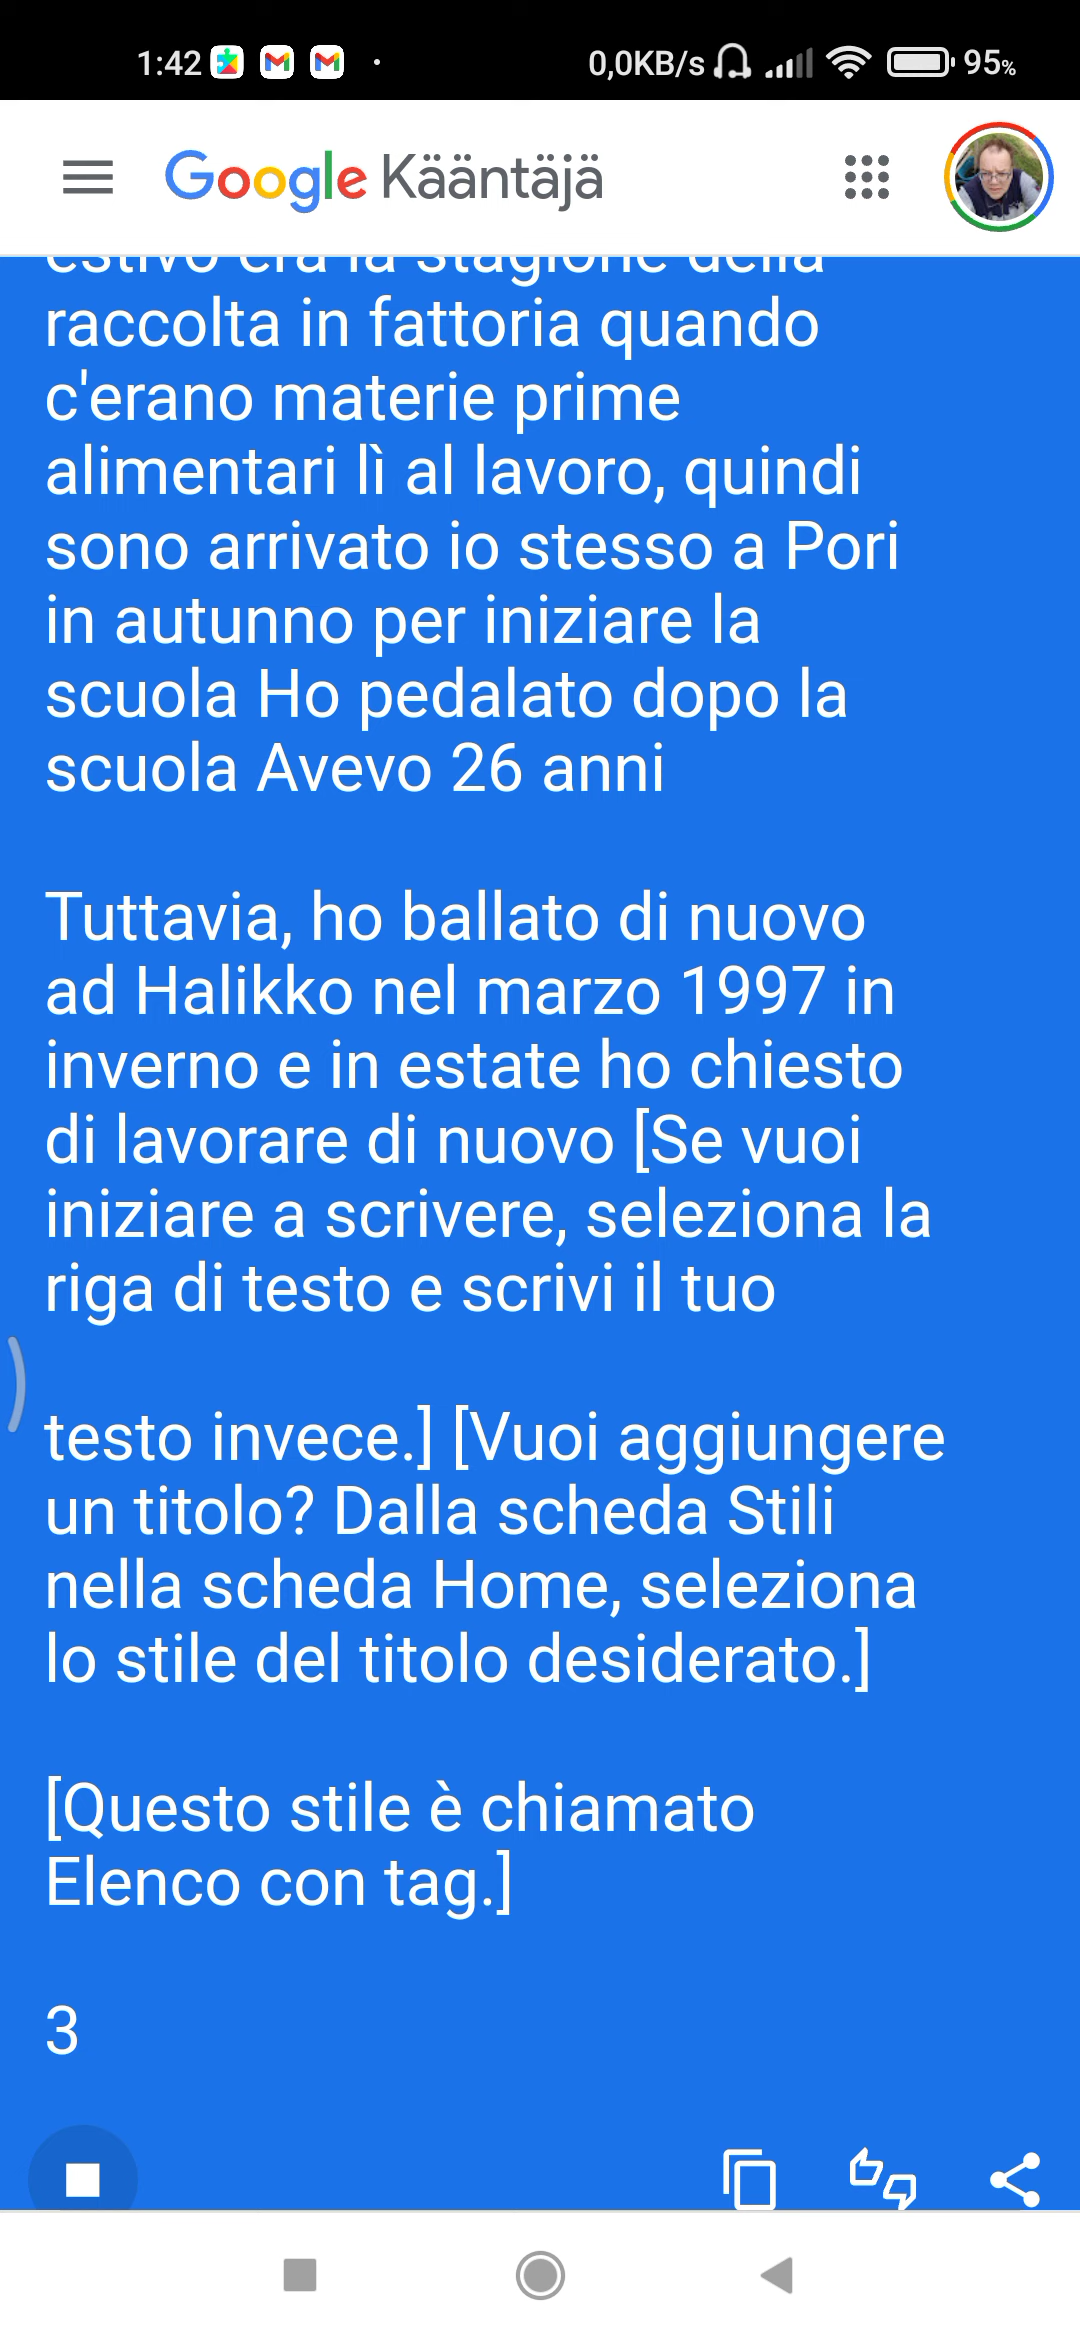 1:42
0,0KB/s
95%
Google Kääntäjä
estivo era la stagione della
raccolta in fattoria quando
c'erano materie prime
alimentari lì al lavoro, quindi
sono arrivato io stesso a Pori
in autunno per iniziare la
scuola Ho pedalato dopo la
scuola Avevo 26 anni
Tuttavia, ho ballato di nuovo
ad Halikko nel marzo 1997 in
inverno e in estate ho chiesto
di lavorare di nuovo [Se vuoi
iniziare a scrivere, seleziona la
riga di testo e scrivi il tuo
testo invece.] [Vuoi aggiungere
un titolo? Dalla scheda Stili
nella scheda Home, seleziona
lo stile del titolo desiderato.]
[Questo stile è chiamato
Elenco con tag.]
3